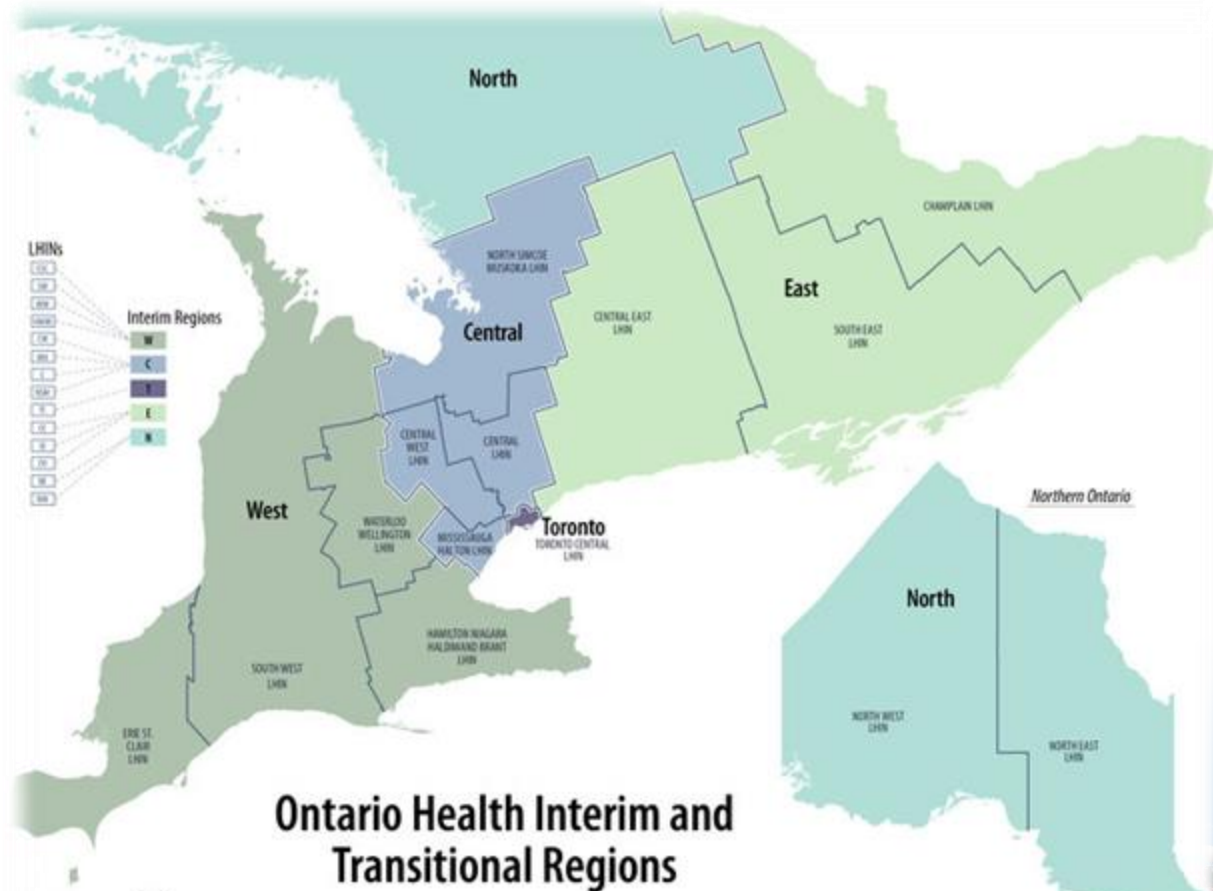 North
CHAMPLAIN LHIN
LHINs
NORTH SIMCOE
MUSKOKA LHIN
East
Interim Regions
W
C
T
E
N
Central
CENTRAL EAST
LHIN
SOUTH EAST
LHIN
CENTRAL
WEST
LHIN
CENTRAL
LHIN
West
WATERLOO
WELLINGTON
LHIN
MISSISSAUGA
HALTON LHIN
Toronto
TORONTO CENTRAL
LHIN
Northern Ontario
North
HAMILTON NIAGARA
HALDIMAND BRANT
LHIN
SOUTH WEST
LHIN
ERIE ST.
CLAIR
LHIN
NORTH WEST
LHIN
NORTH EAST
LHIN
Ontario Health Interim and
Transitional Regions